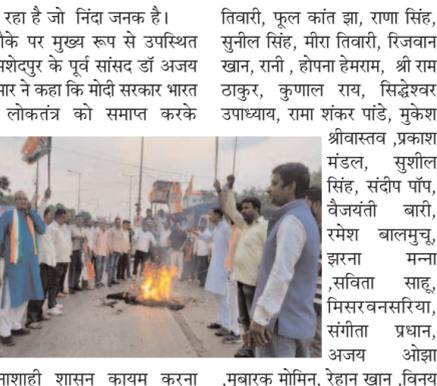 रहा है जो निंदा जनक है।
मौके पर मुख्य रूप से उपस्थित
जमशेदपुर के पूर्व सांसद डॉ अजय
कुमार ने कहा कि मोदी सरकार भारत
लोकतंत्र को समाप्त करके
तानाशाही शासन कायम करना
तिवारी, फूल कांत झा, राणा सिंह,
सुनील सिंह, मीरा तिवारी, रिजवान
खान, रानी , होपना हेमराम, श्री राम
ठाकुर, कुणाल राय, सिद्धेश्वर
उपाध्याय, रामा शंकर पांडे, मुकेश
श्रीवास्तव ,प्रकाश
मंडल, सुशील
सिंह, संदीप पॉप,
वैजयंती बारी,
रमेश बालमुचू,
झरना मन्ना
,सविता साहू,
मिसरवनसरिया,
संगीता प्रधान,
अजय ओझा
,मुबारक मोमिन, रेहान खान ,विनय